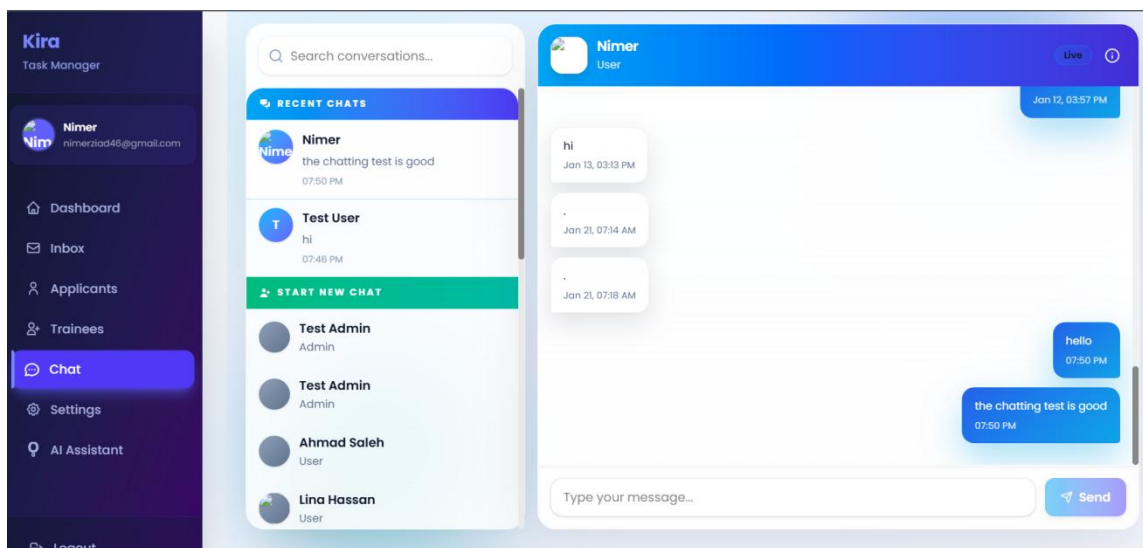 Kira
Task Manager
Nim
Nimer
nimerziad46@gmail.com
Dashboard
Inbox
Applicants
Trainees
Chat
Settings
AI Assistant
Logout
Search conversations...
RECENT CHATS
Nime
Nimer
the chatting test is good
07:50 PM
T
Test User
hi
07:46 PM
START NEW CHAT
Test Admin
Admin
Test Admin
Admin
Ahmad Saleh
User
Lina Hassan
User
Nimer
User
Live
Jan 12, 03:57 PM
hi
Jan 13, 03:13 PM
.
Jan 21, 07:14 AM
.
Jan 21, 07:18 AM
hello
07:50 PM
the chatting test is good
07:50 PM
Type your message...
Send